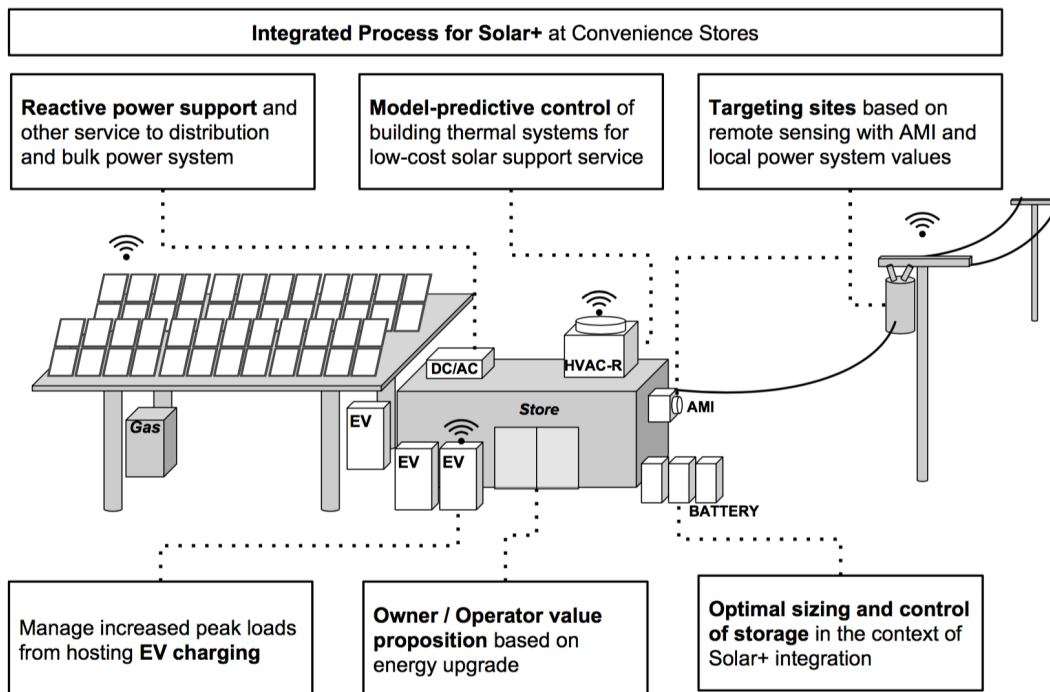 Integrated Process for Solar+ at Convenience Stores
Reactive power support and
other service to distribution
and bulk power system
Model-predictive control of
building thermal systems for
low-cost solar support service
Targeting sites based on
remote sensing with AMI and
local power system values
DC/AC
HVAC-R
Gas
EV
Store
AMI
EV
EV
BATTERY
Manage increased peak loads
from hosting EV charging
Owner / Operator value
proposition based on
energy upgrade
Optimal sizing and control
of storage in the context of
Solar+ integration